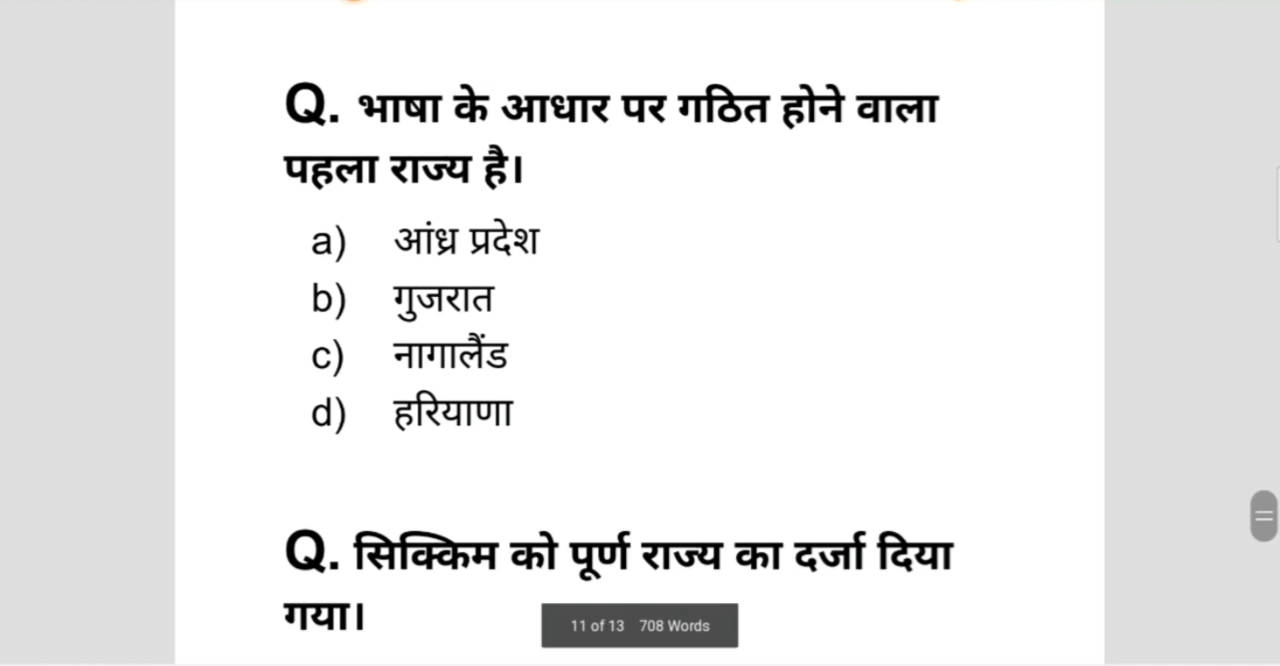 Q. भाषा के आधार पर गठित होने वाला
पहला राज्य है।
a) आंध्र प्रदेश
b) गुजरात
c) नागालैंड
d) हरियाणा
Q. सिक्किम को पूर्ण राज्य का दर्जा दिया
गया।
11 of 13 708 Words